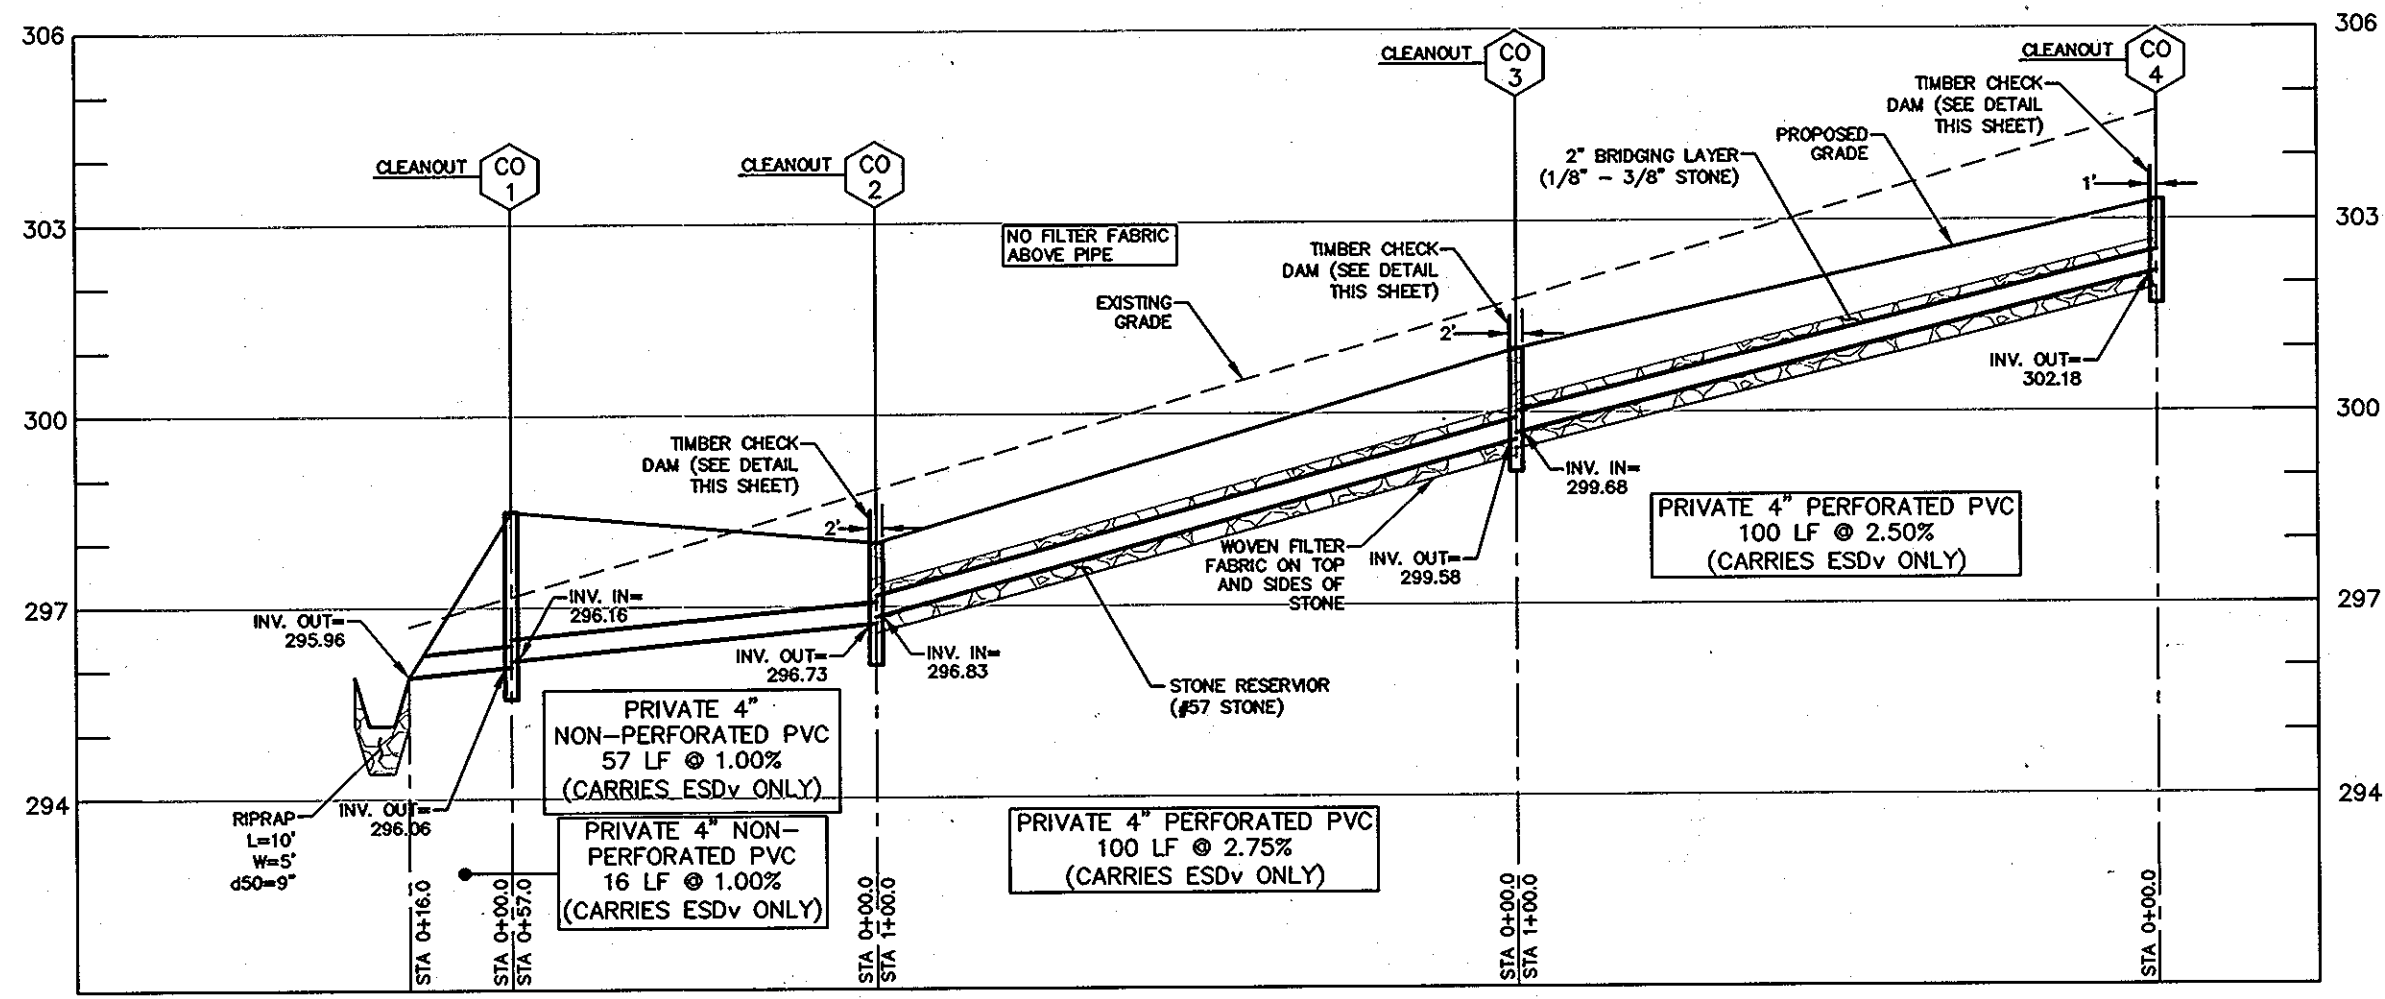 306
306
303
303
300
300
297
297
294
294
CLEANOUT
CO
1
CLEANOUT
CO
2
CLEANOUT
CO
3
CLEANOUT
CO
4
TIMBER CHECK
DAM (SEE DETAIL
THIS SHEET)
1'
PROPOSED
GRADE
2" BRIDGING LAYER
(1/8" - 3/8" STONE)
NO FILTER FABRIC
ABOVE PIPE
TIMBER CHECK
DAM (SEE DETAIL
THIS SHEET)
2'
EXISTING
GRADE
INV. OUT=
302.18
TIMBER CHECK
DAM (SEE DETAIL
THIS SHEET)
2'
INV. IN=
299.68
PRIVATE 4" PERFORATED PVC
100 LF @ 2.50%
(CARRIES ESDv ONLY)
WOVEN FILTER
FABRIC ON TOP
AND SIDES OF
STONE
INV. OUT=
299.58
INV. IN=
296.16
INV. OUT=
295.96
INV. OUT=
296.73
INV. IN=
296.83
STONE RESERVIOR
(#57 STONE)
PRIVATE 4"
NON-PERFORATED PVC
57 LF @ 1.00%
(CARRIES ESDv ONLY)
RIPRAP
L=10'
W=5'
d50=9"
INV. OUT=
296.06
PRIVATE 4" NON-
PERFORATED PVC
16 LF @ 1.00%
(CARRIES ESDv ONLY)
PRIVATE 4" PERFORATED PVC
100 LF @ 2.75%
(CARRIES ESDv ONLY)
STA 0+16.0
STA 0+00.0
STA 0+57.0
STA 0+00.0
STA 1+00.0
STA 0+00.0
STA 1+00.0
STA 0+00.0